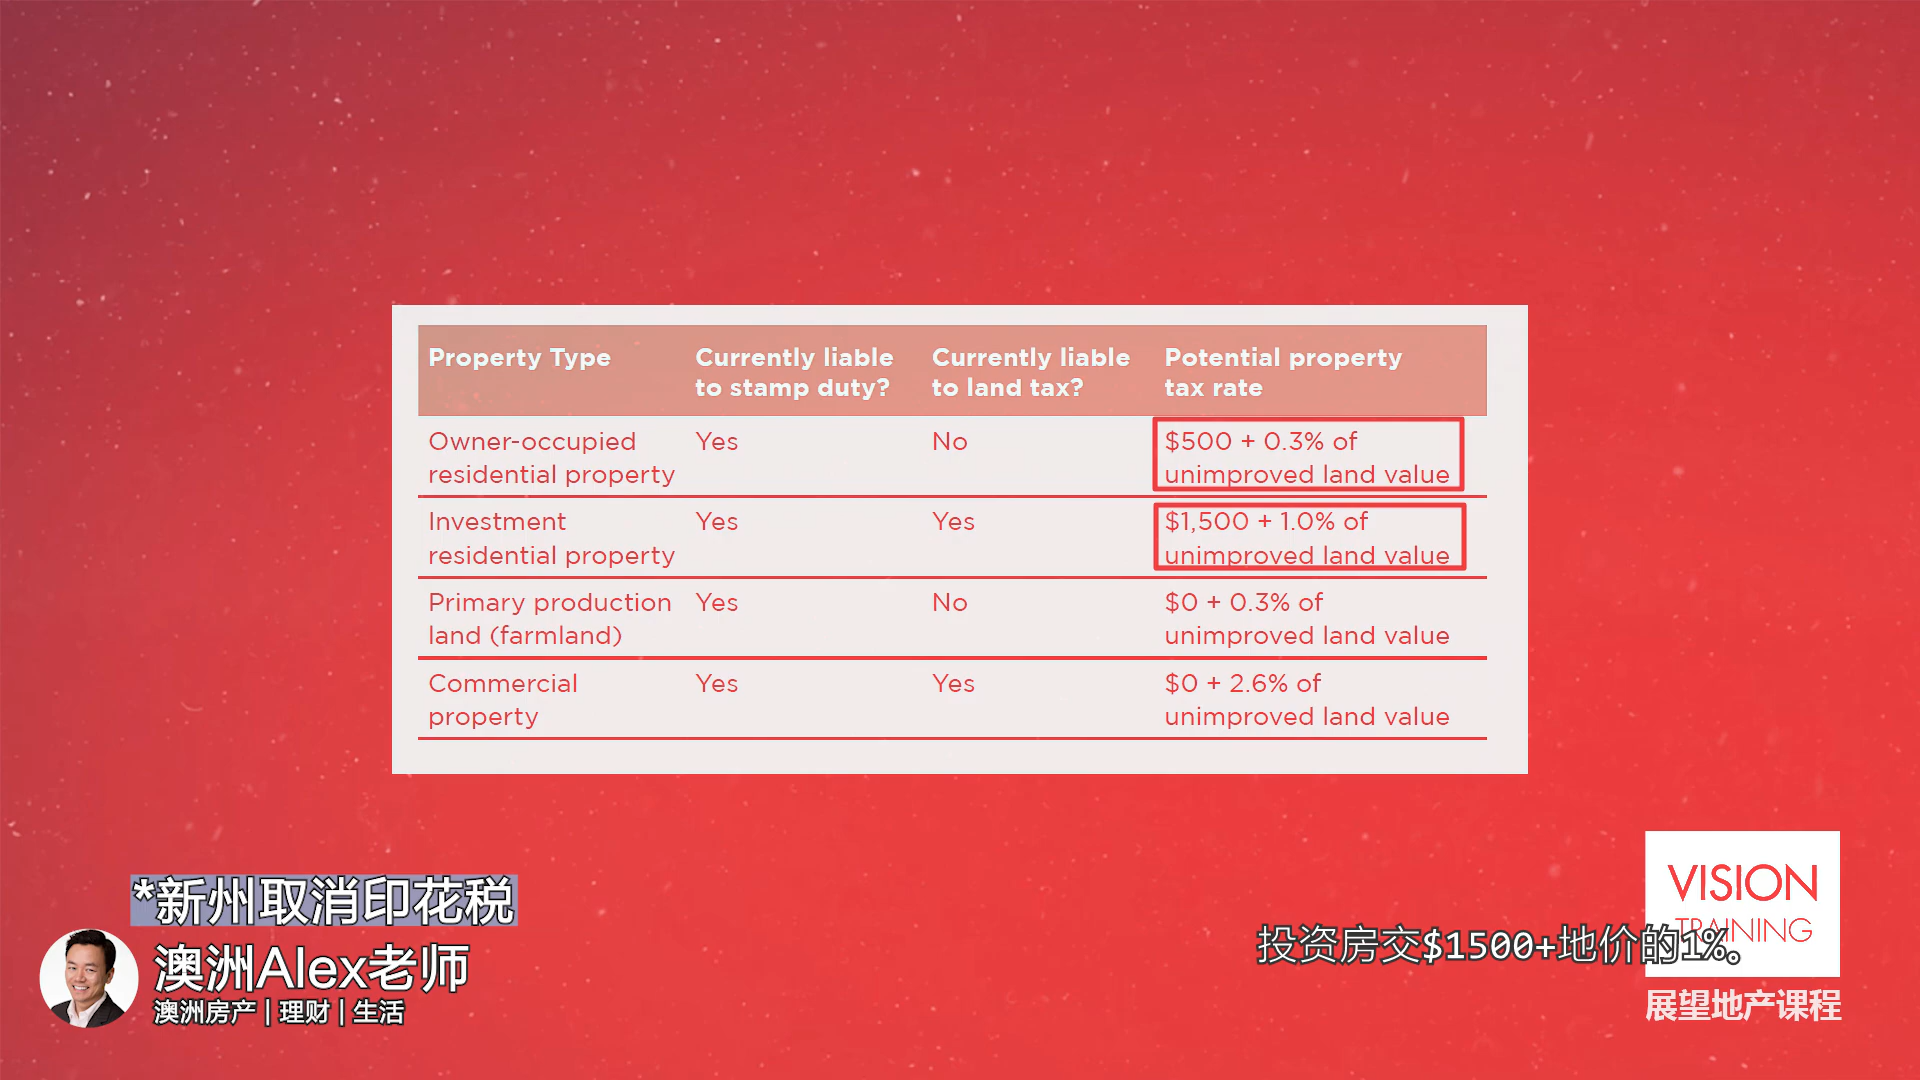 Property Type
Currently liable
to stamp duty?
Currently liable
to land tax?
Potential property
tax rate
Owner-occupied
residential property
Yes
No
$500 + 0.3% of
unimproved land value
Investment
residential property
Yes
Yes
$1,500 + 1.0% of
unimproved land value
Primary production
land (farmland)
Yes
No
$0 + 0.3% of
unimproved land value
Commercial
property
Yes
Yes
$0 + 2.6% of
unimproved land value
*新州取消印花税
澳洲Alex老师
澳洲房产 | 理财 | 生活
VISION
TRAINING
投资房交$1500+地价的1%。
展望地产课程